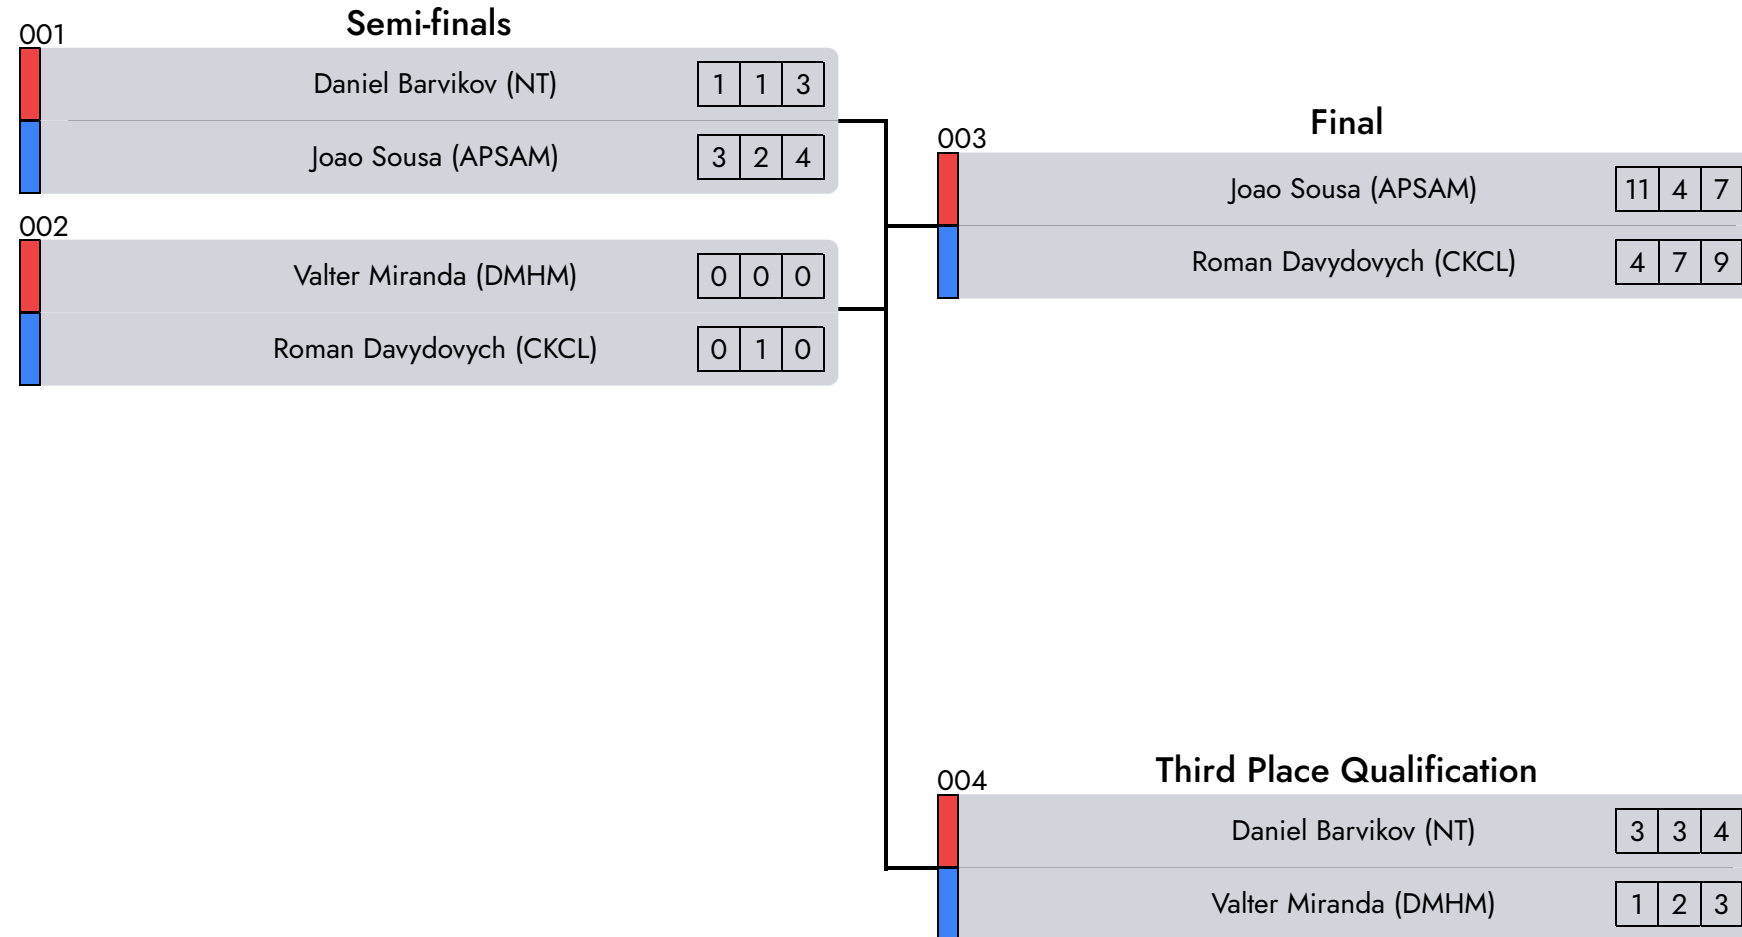 Semi-finals
001
Daniel Barvikov (NT) 1 1 3
Joao Sousa (APSAM) 3 2 4
002
Valter Miranda (DMHM) 0 0 0
Roman Davydovych (CKCL) 0 1 0
Final
003
Joao Sousa (APSAM) 11 4 7
Roman Davydovych (CKCL) 4 7 9
Third Place Qualification
004
Daniel Barvikov (NT) 3 3 4
Valter Miranda (DMHM) 1 2 3